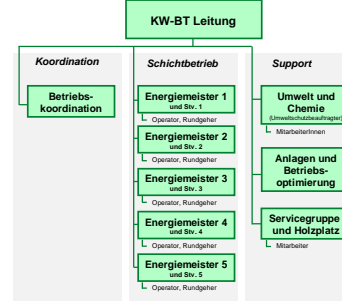 KW-BT Leitung
Koordination
Betriebs-
koordination
Schichtbetrieb
Energiemeister 1
und Stv. 1
Operator, Rundgeher
Energiemeister 2
und Stv. 2
Operator, Rundgeher
Energiemeister 3
und Stv. 3
Operator, Rundgeher
Energiemeister 4
und Stv. 4
Operator, Rundgeher
Energiemeister 5
und Stv. 5
Operator, Rundgeher
Support
Umwelt und
Chemie
(Umweltschutzbeauftragter)
MitarbeiterInnen
Anlagen und
Betriebs-
optimierung
Servicegruppe
und Holzplatz
Mitarbeiter